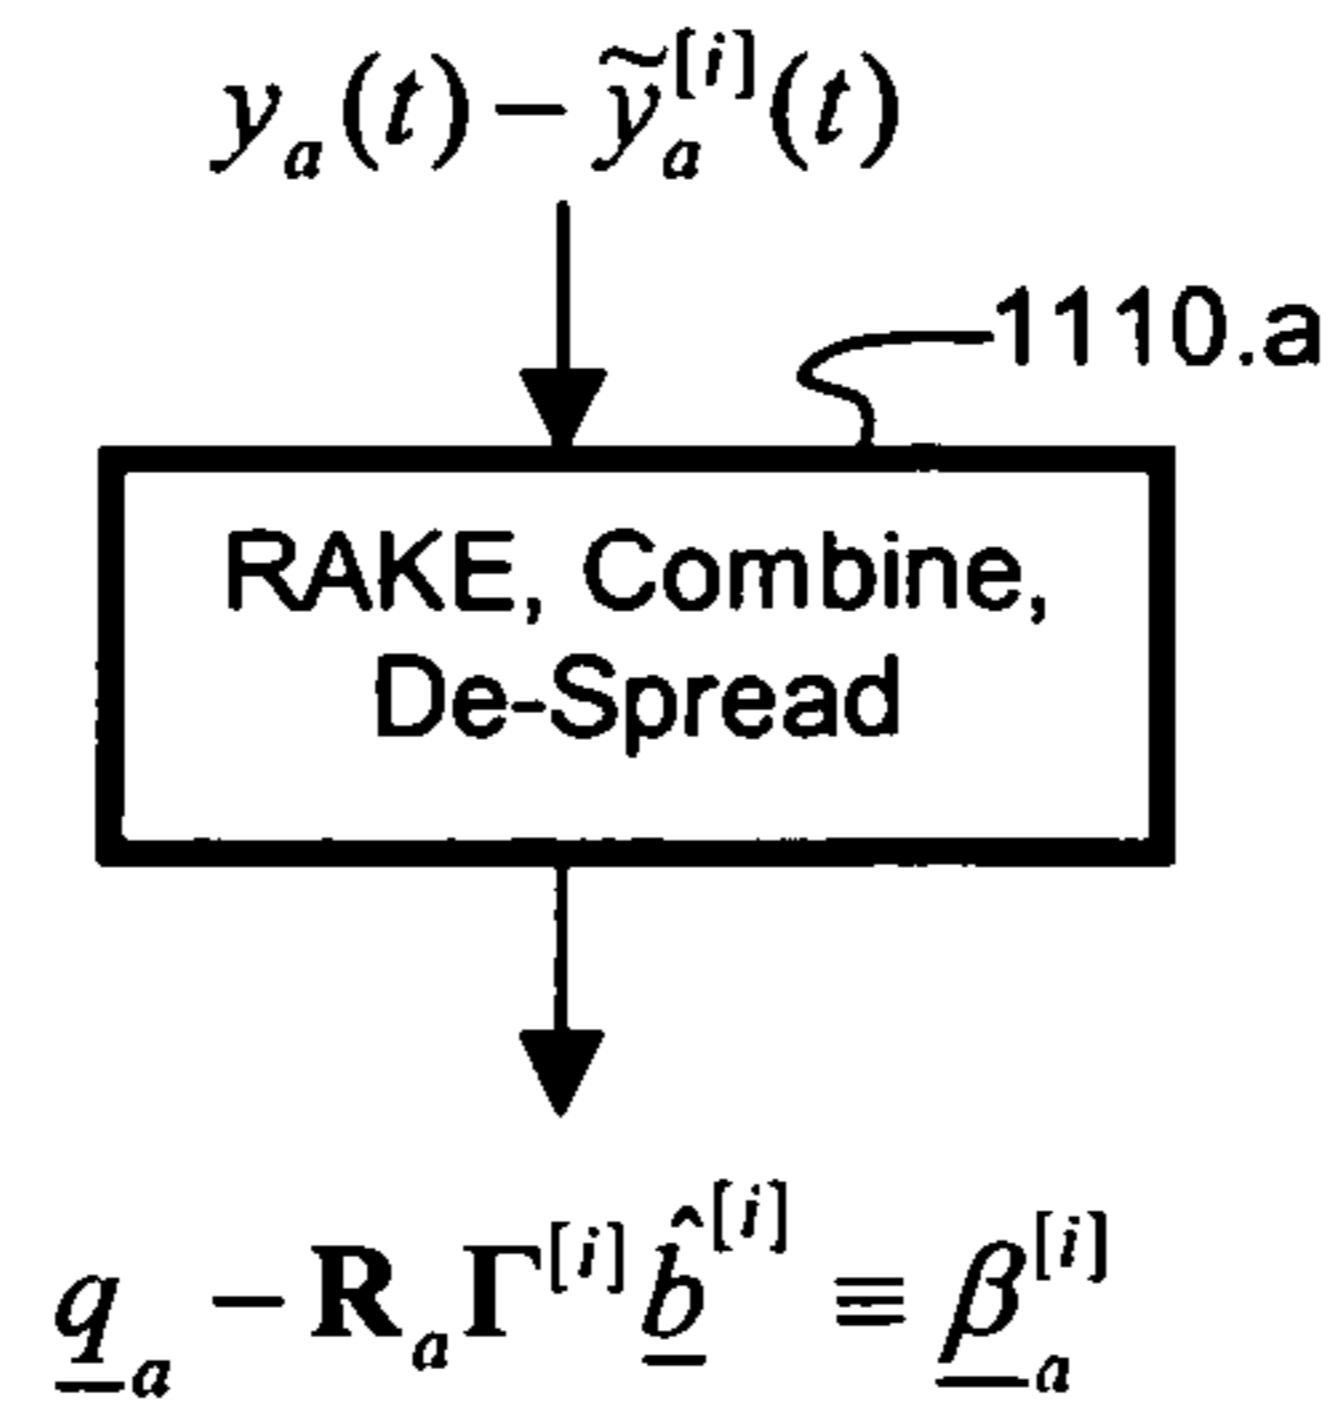 y_a(t) − ỹ_a^[i](t)
1110.a
RAKE, Combine,
De-Spread
q_a − R_a Γ^[i] b̂^[i] ≡ β_a^[i]